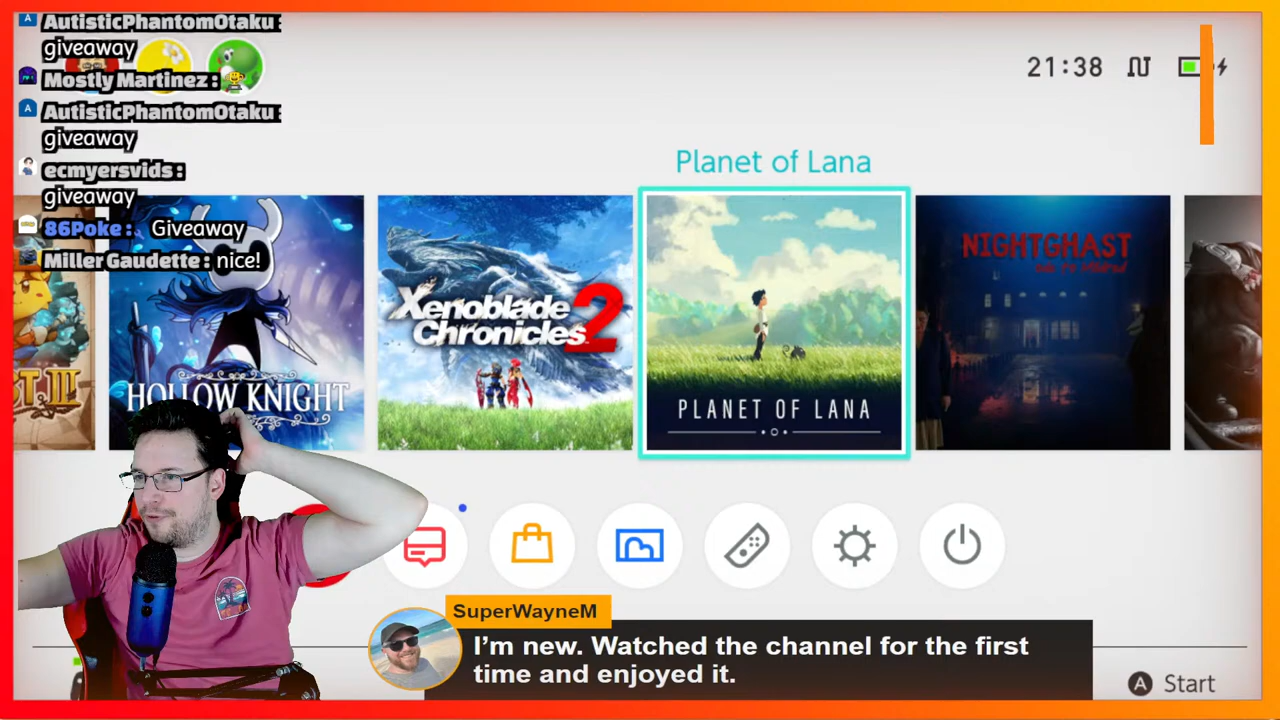 AutisticPhantomOtaku :
giveaway
Mostly Martinez :
AutisticPhantomOtaku :
giveaway
ecmyersvids :
giveaway
86Poke : Giveaway
Miller Gaudette : nice!
21:38
Planet of Lana
HOLLOW KNIGHT
Xenoblade
Chronicles 2
PLANET OF LANA
NIGHTGHAST
SuperWayneM
I'm new. Watched the channel for the first
time and enjoyed it.
A Start